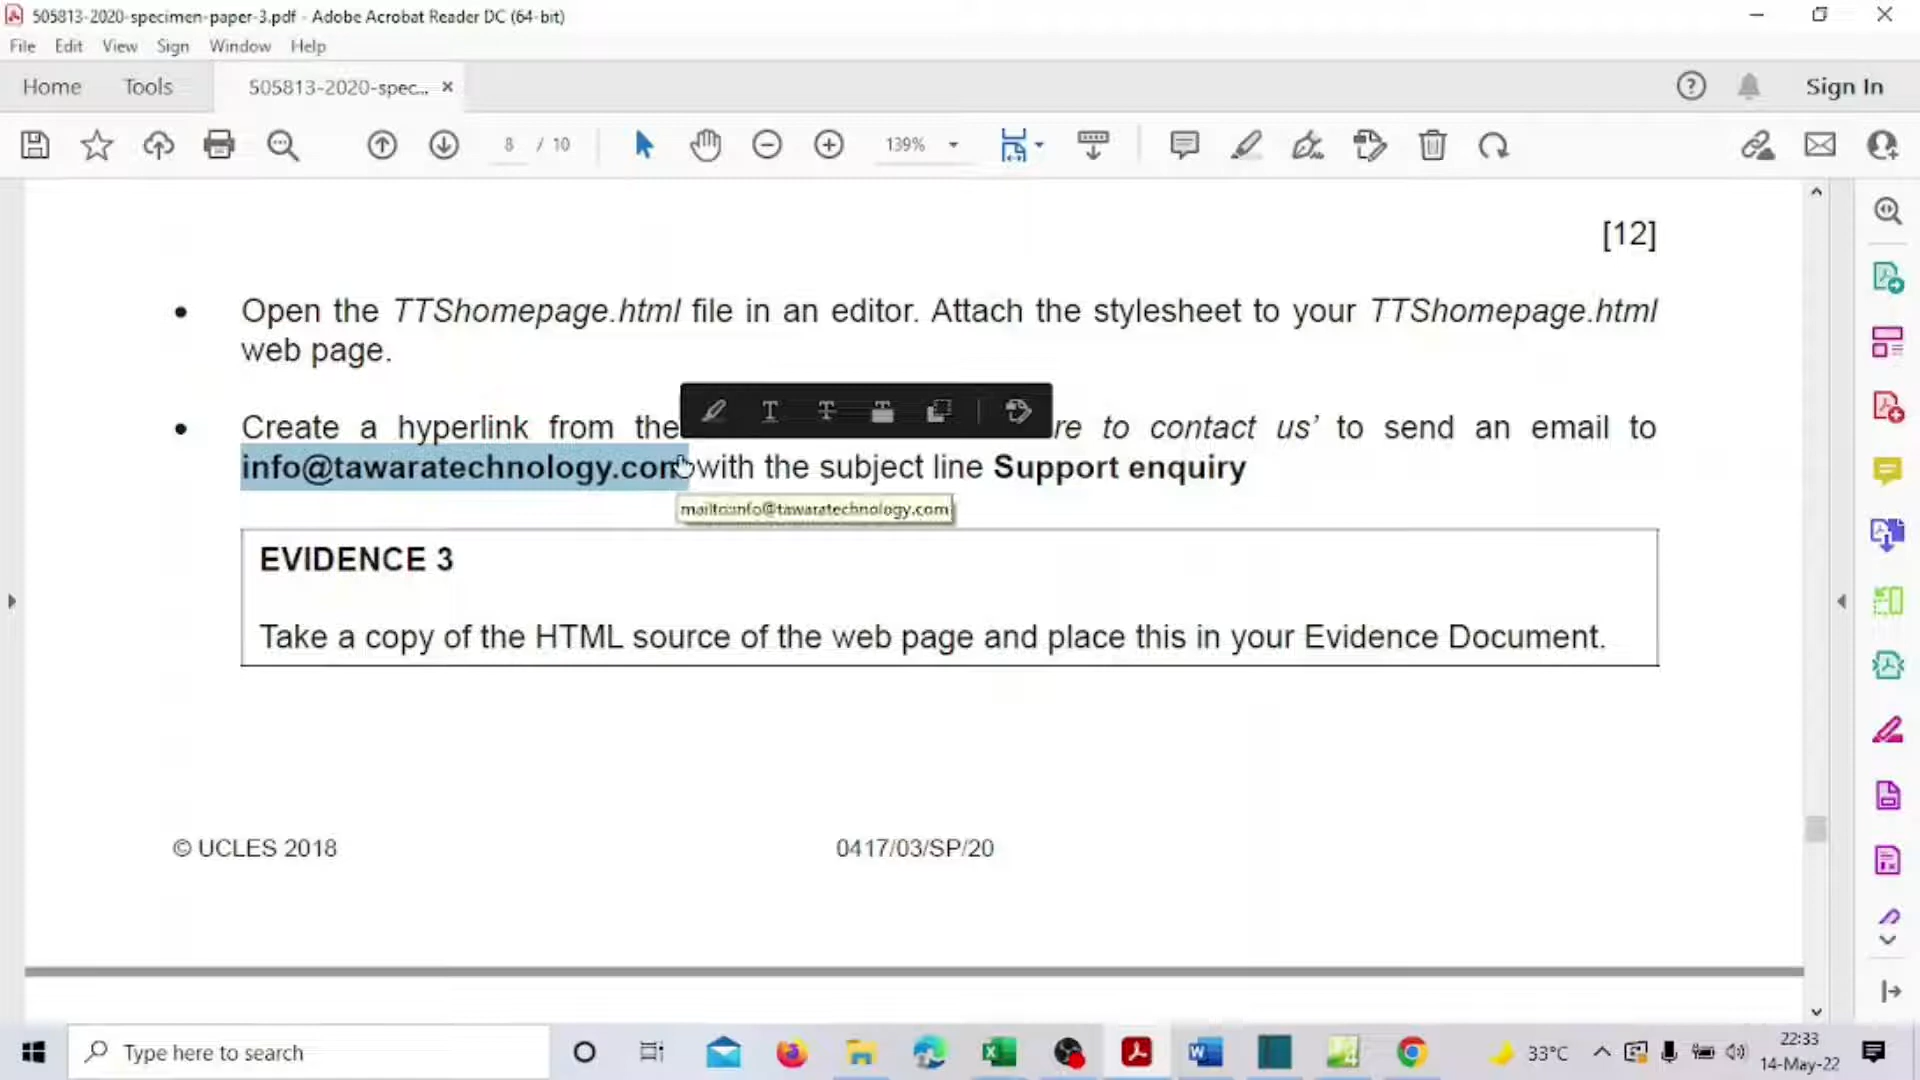 505813-2020-specimen-paper-3.pdf - Adobe Acrobat Reader DC (64-bit)
File Edit View Sign Window Help
Home Tools 505813-2020-spec... × Sign In
8 / 10 139%
[12]
• Open the TTShomepage.html file in an editor. Attach the stylesheet to your TTShomepage.html
web page.
• Create a hyperlink from the re to contact us’ to send an email to
info@tawaratechnology.com with the subject line Support enquiry
mailto:info@tawaratechnology.com
EVIDENCE 3
Take a copy of the HTML source of the web page and place this in your Evidence Document.
© UCLES 2018 0417/03/SP/20
Type here to search 33°C 22:33
14-May-22